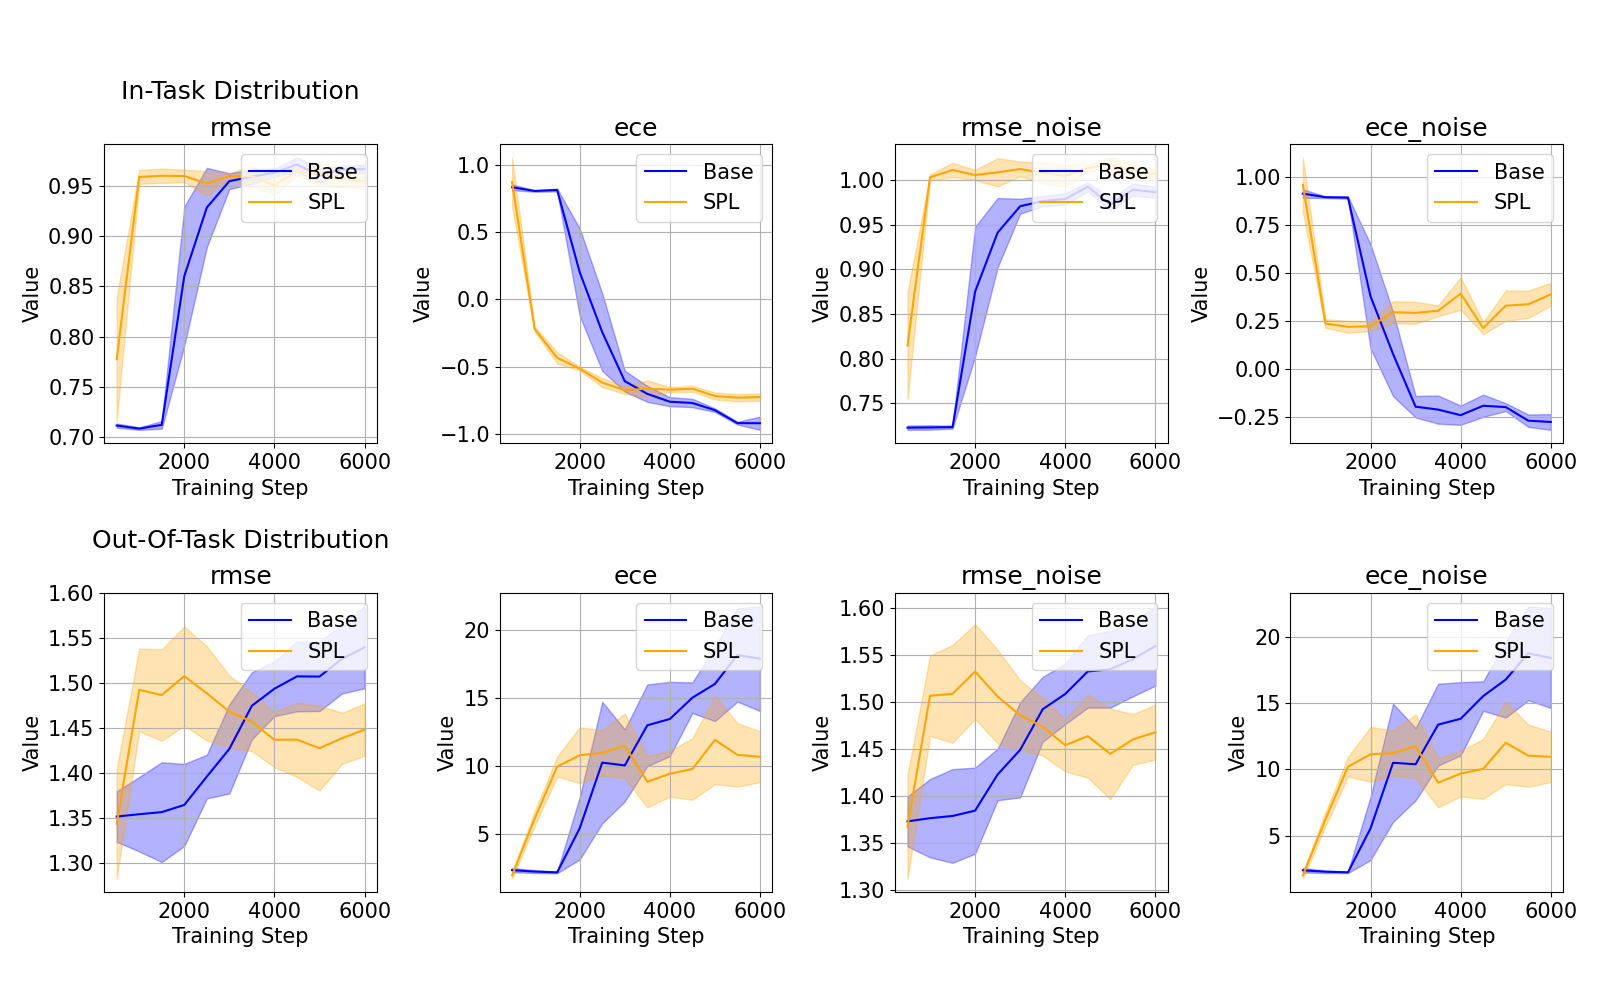 In-Task Distribution
rmse
ece
rmse_noise
ece_noise
Base
SPL
Base
SPL
Base
SPL
Base
SPL
Value
0.95
0.90
0.85
0.80
0.75
0.70
2000
4000
6000
Training Step
Value
1.0
0.5
0.0
−0.5
−1.0
2000
4000
6000
Training Step
Value
1.00
0.95
0.90
0.85
0.80
0.75
2000
4000
6000
Training Step
Value
1.00
0.75
0.50
0.25
0.00
−0.25
2000
4000
6000
Training Step
Out-Of-Task Distribution
rmse
ece
rmse_noise
ece_noise
Base
SPL
Base
SPL
Base
SPL
Base
SPL
Value
1.60
1.55
1.50
1.45
1.40
1.35
1.30
2000
4000
6000
Training Step
Value
20
15
10
5
2000
4000
6000
Training Step
Value
1.60
1.55
1.50
1.45
1.40
1.35
1.30
2000
4000
6000
Training Step
Value
20
15
10
5
2000
4000
6000
Training Step